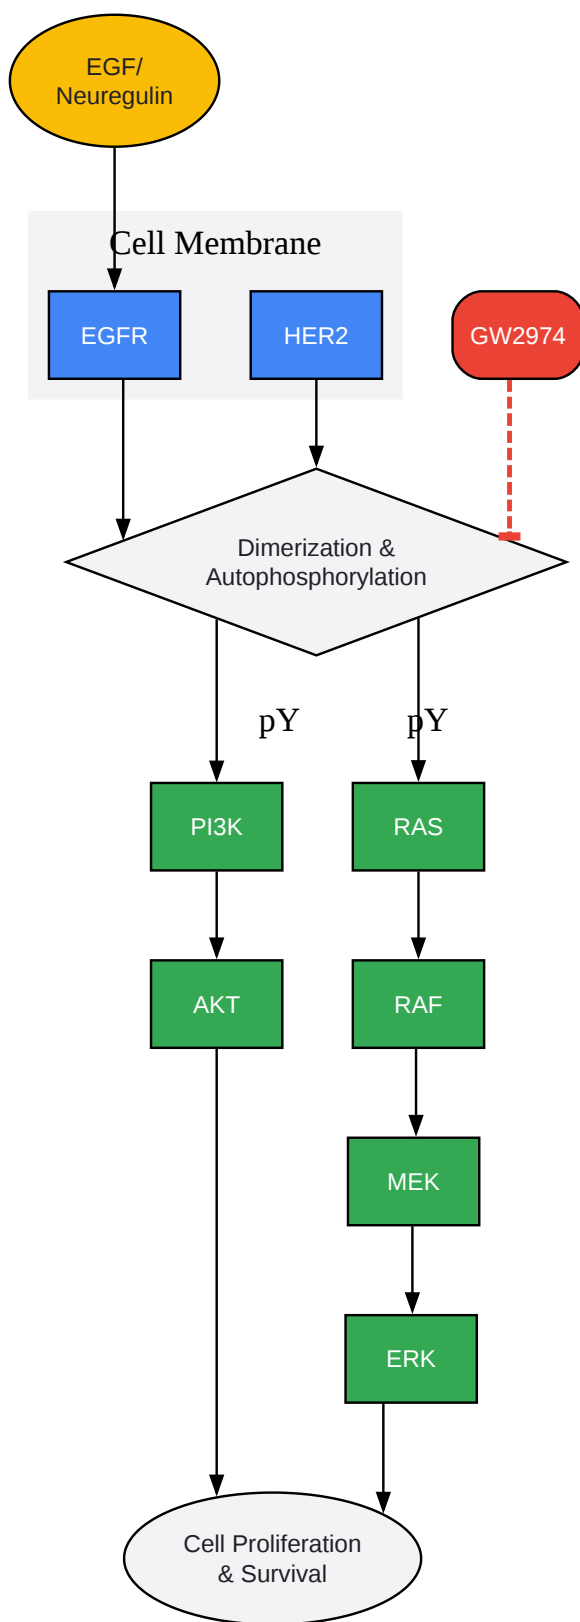 EGF/
Neuregulin
Cell Membrane
EGFR
HER2
GW2974
Dimerization &
Autophosphorylation
pY
pY
PI3K
RAS
AKT
RAF
MEK
ERK
Cell Proliferation
& Survival